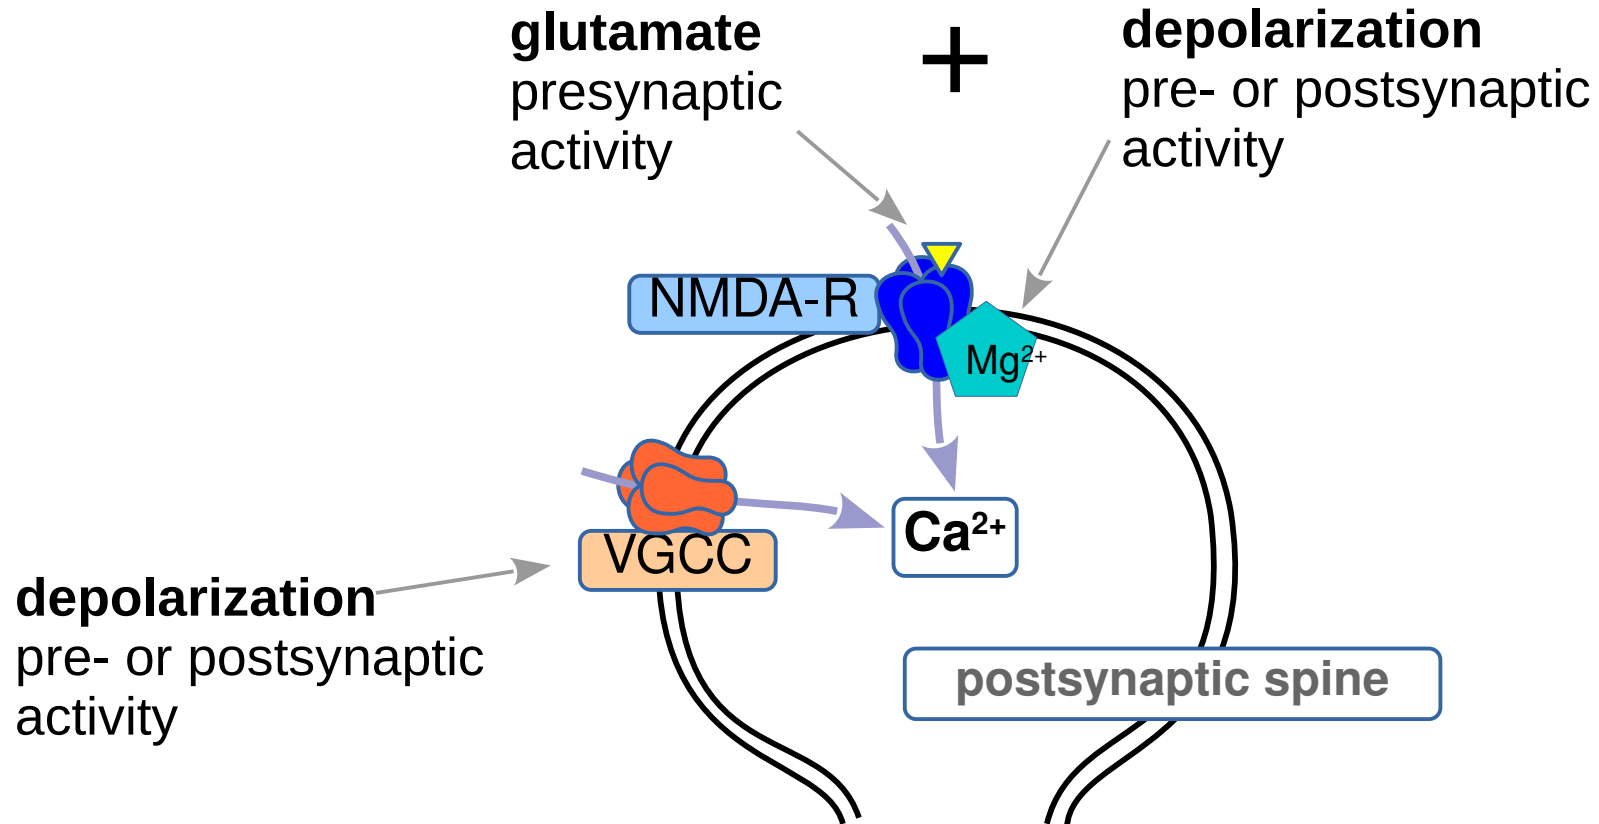 glutamate
presynaptic
activity
+
depolarization
pre- or postsynaptic
activity
NMDA-R
Mg²⁺
VGCC
Ca²⁺
depolarization
pre- or postsynaptic
activity
postsynaptic spine